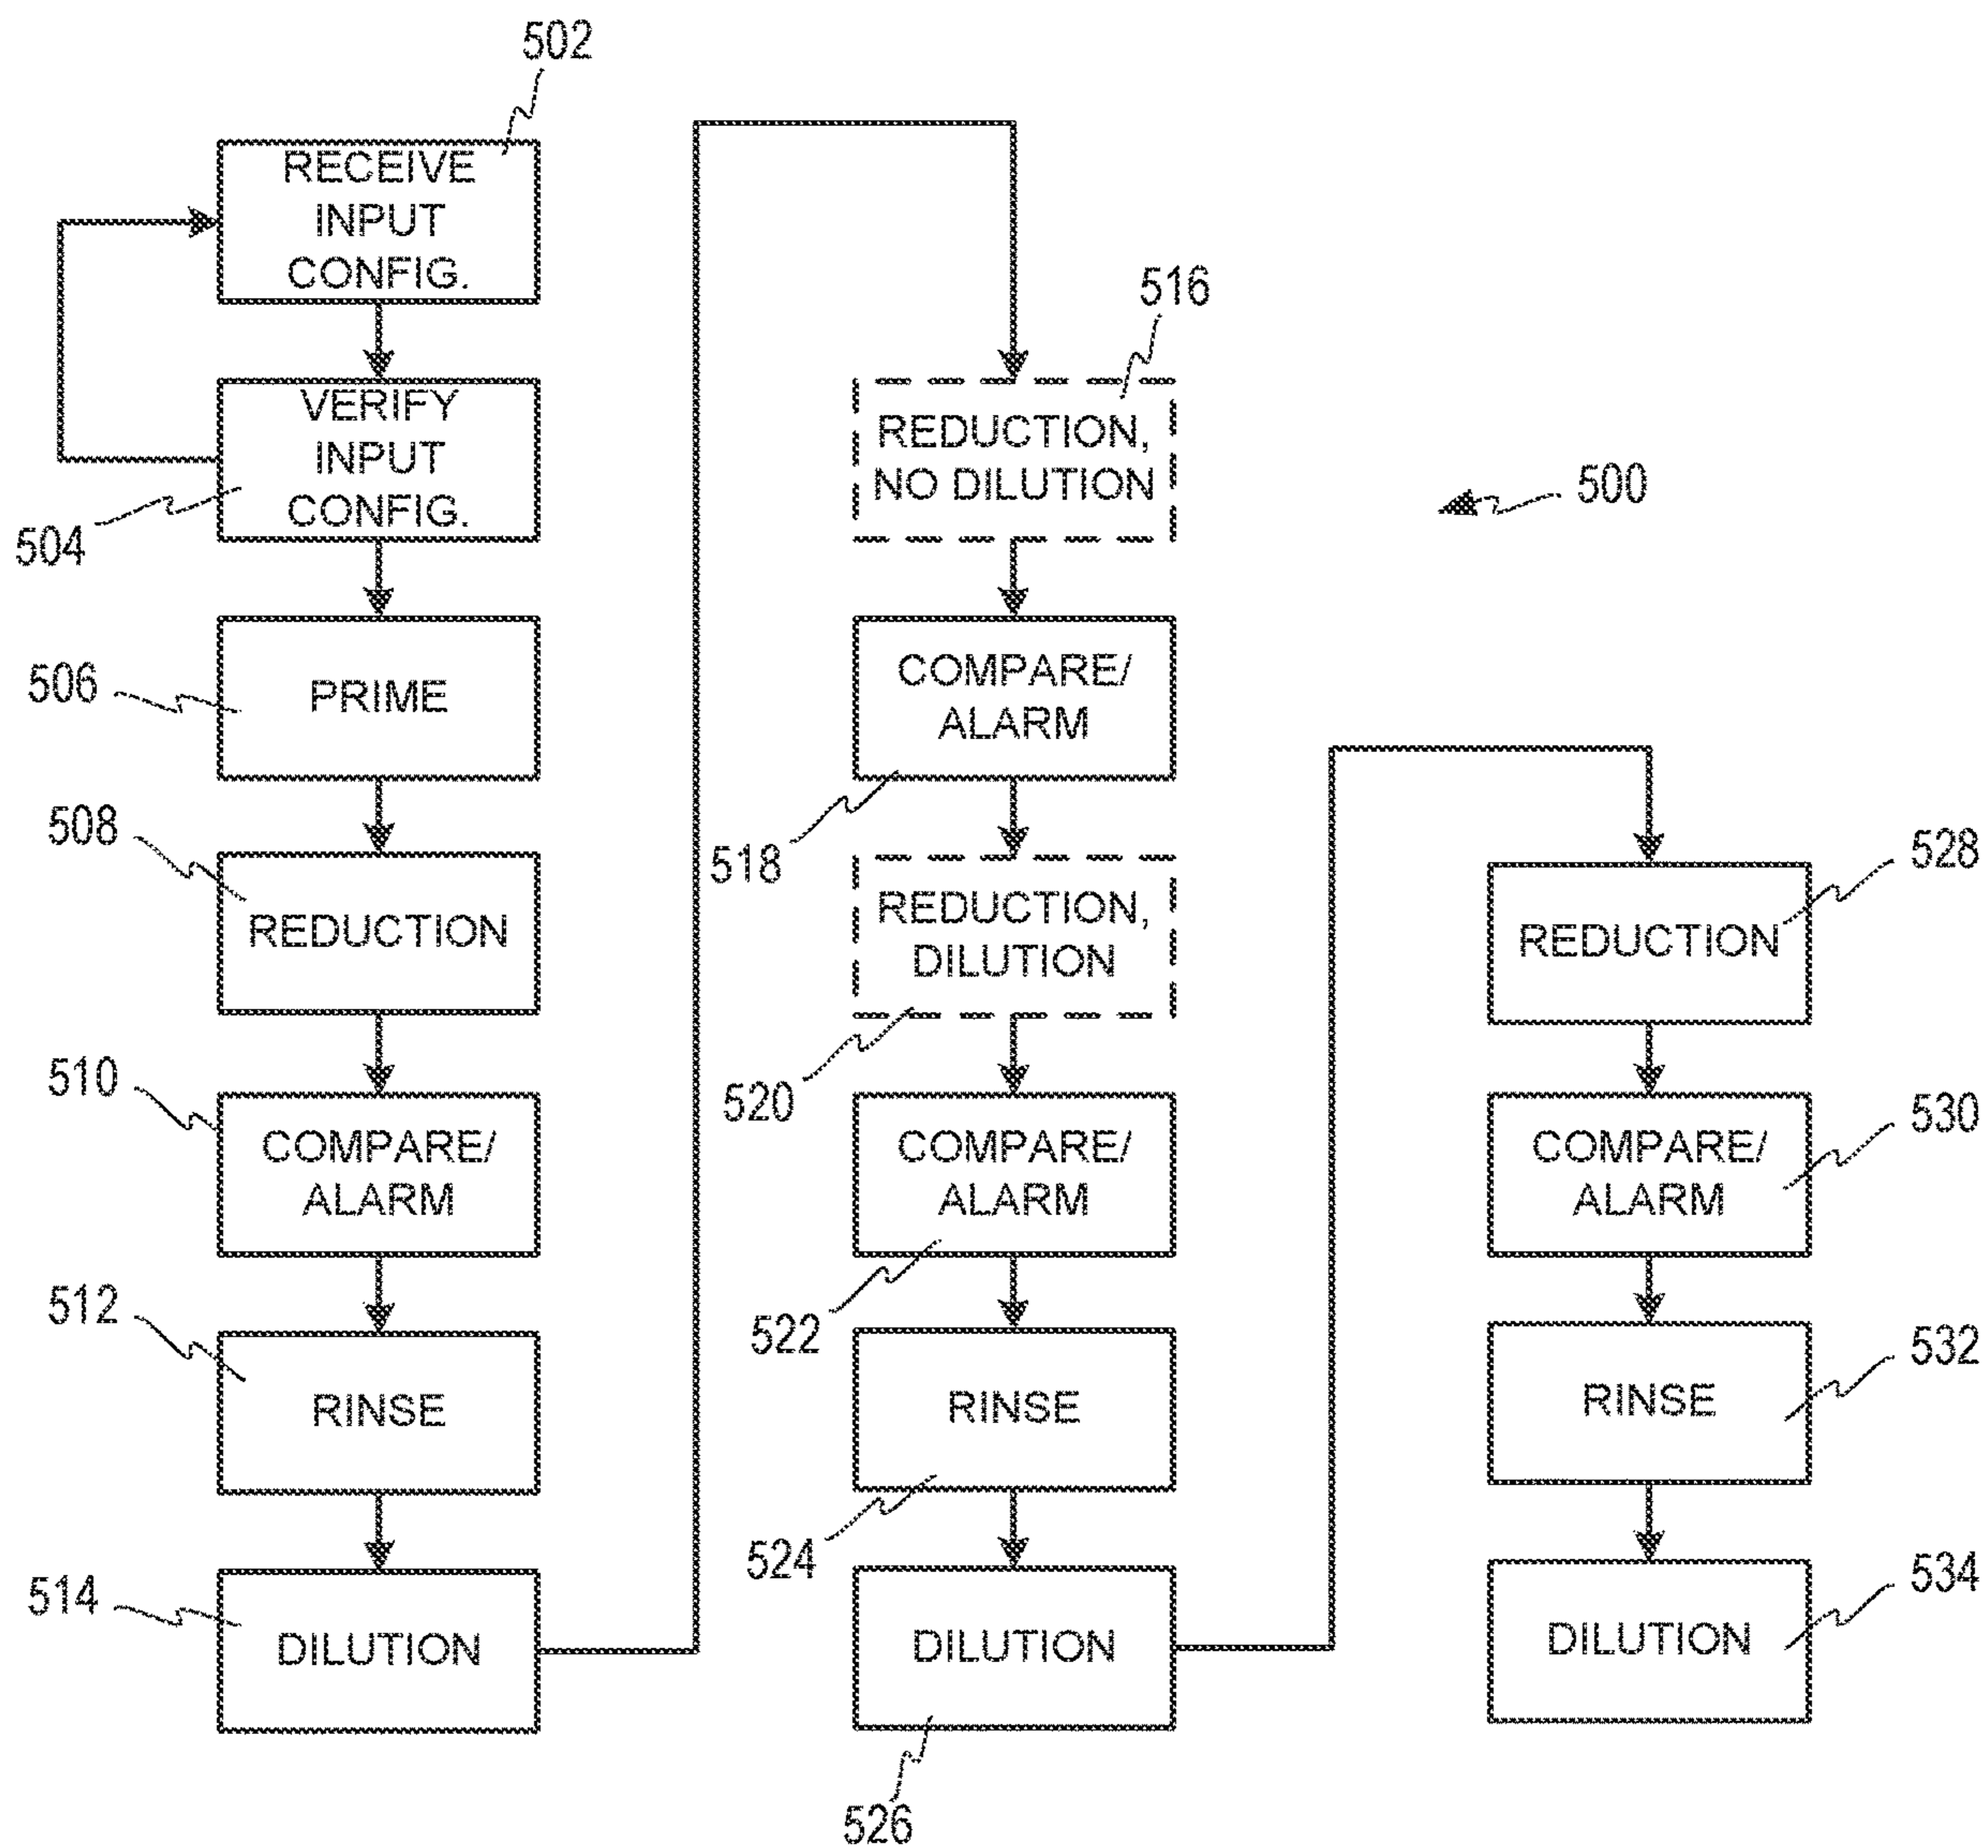 502
RECEIVE
INPUT
CONFIG.
VERIFY
INPUT
CONFIG.
504
506
PRIME
508
REDUCTION
510
COMPARE/
ALARM
512
RINSE
514
DILUTION
516
REDUCTION,
NO DILUTION
500
COMPARE/
ALARM
518
REDUCTION,
DILUTION
520
COMPARE/
ALARM
522
RINSE
524
DILUTION
526
528
REDUCTION
530
COMPARE/
ALARM
532
RINSE
534
DILUTION